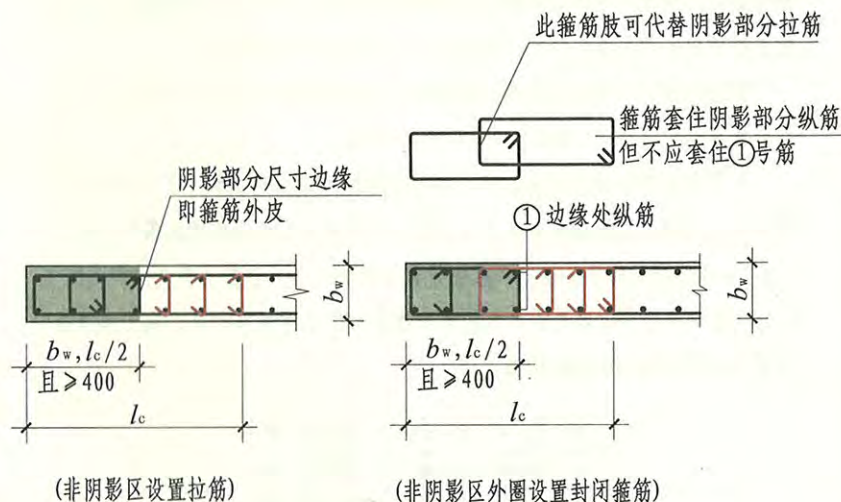 此箍筋肢可代替阴影部分拉筋
箍筋套住阴影部分纵筋
但不应套住①号筋
阴影部分尺寸边缘
即箍筋外皮
①边缘处纵筋
bw
bw, lc/2
且≥400
lc
(非阴影区设置拉筋)
bw
bw, lc/2
且≥400
lc
(非阴影区外圈设置封闭箍筋)